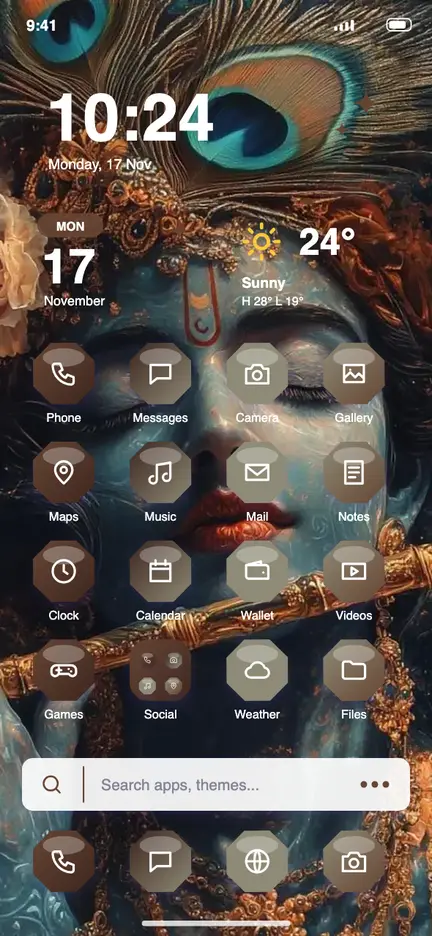 9:41
10:24
Monday, 17 Nov
MON
17
November
24°
Sunny
H 28° L 19°
Phone
Messages
Camera
Gallery
Maps
Music
Mail
Notes
Clock
Calendar
Wallet
Videos
Games
Social
Weather
Files
Search apps, themes...